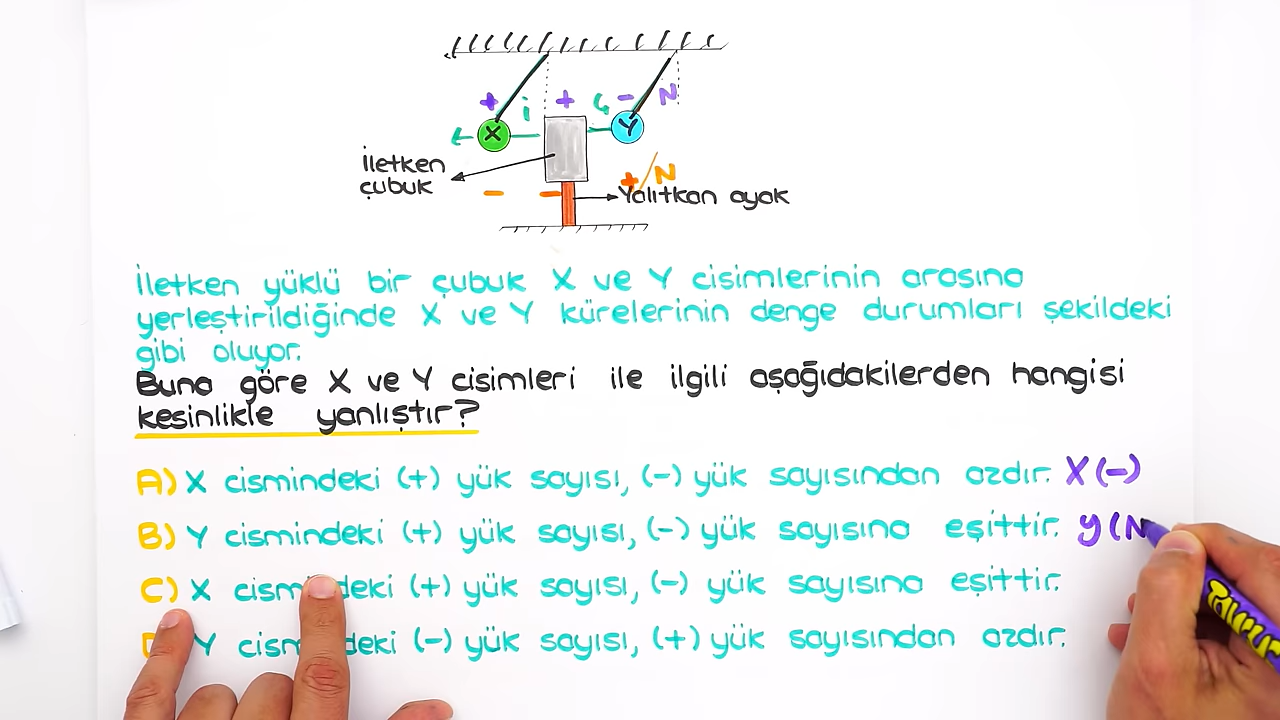 + i + Ç - N
X Y
İletken
çubuk
- - + / N
Yalıtkan ayak
İletken yüklü bir çubuk X ve Y cisimlerinin arasına
yerleştirildiğinde X ve Y kürelerinin denge durumları şekildeki
gibi oluyor.
Buna göre X ve Y cisimleri ile ilgili aşağıdakilerden hangisi
kesinlikle yanlıştır?
A) X cismindeki (+) yük sayısı, (-) yük sayısından azdır. X (-)
B) Y cismindeki (+) yük sayısı, (-) yük sayısına eşittir. y (N
C) X cismindeki (+) yük sayısı, (-) yük sayısına eşittir.
Y cismindeki (-) yük sayısı, (+) yük sayısından azdır.